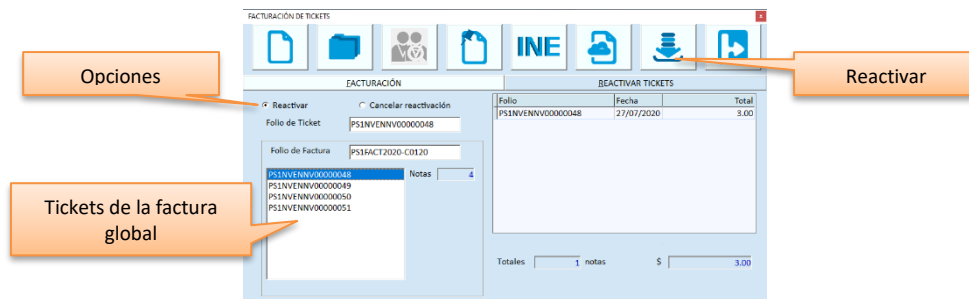 FACTURACIÓN DE TICKETS
x
INE
Opciones
Reactivar
FACTURACIÓN
REACTIVAR TICKETS
Reactivar
Cancelar reactivación
Folio de Ticket
PS1NVENNV00000048
Folio de Factura
PS1FACT2020-C0120
PS1NVENNV00000048
PS1NVENNV00000049
PS1NVENNV00000050
PS1NVENNV00000051
Notas
4
Tickets de la factura
global
Folio Fecha Total
PS1NVENNV00000048 27/07/2020 3.00
Totales 1 notas $ 3.00